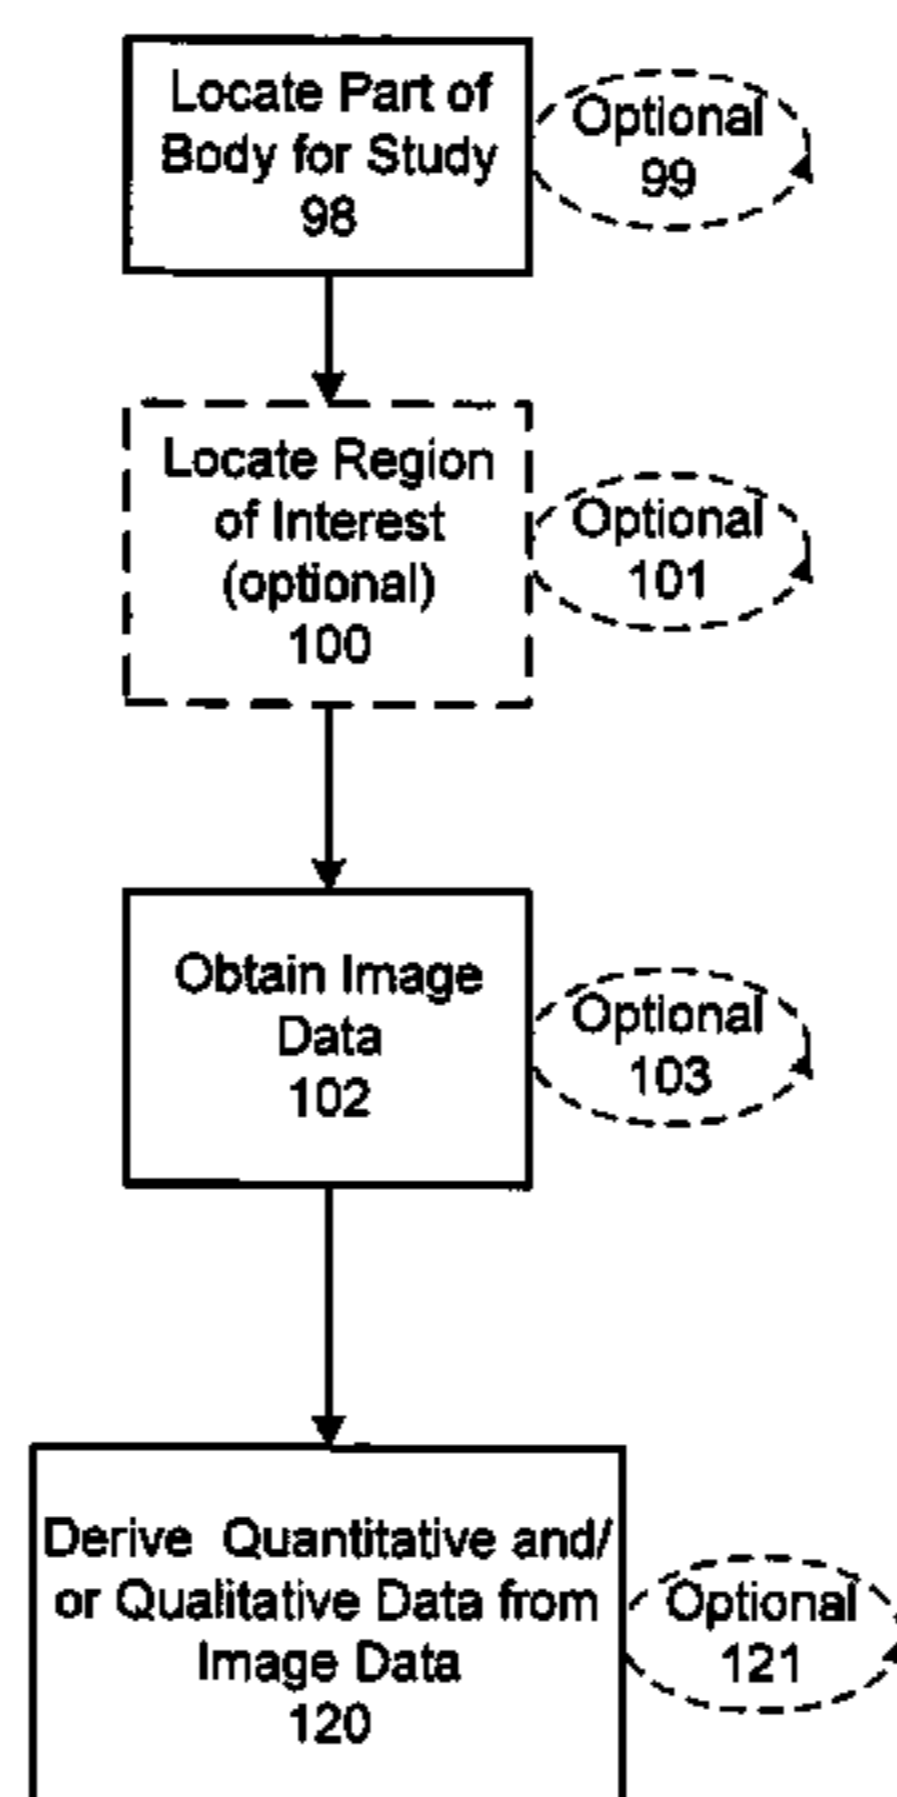 Locate Part of
Body for Study
98
Optional
99
Locate Region
of Interest
(optional)
100
Optional
101
Obtain Image
Data
102
Optional
103
Derive Quantitative and/
or Qualitative Data from
Image Data
120
Optional
121